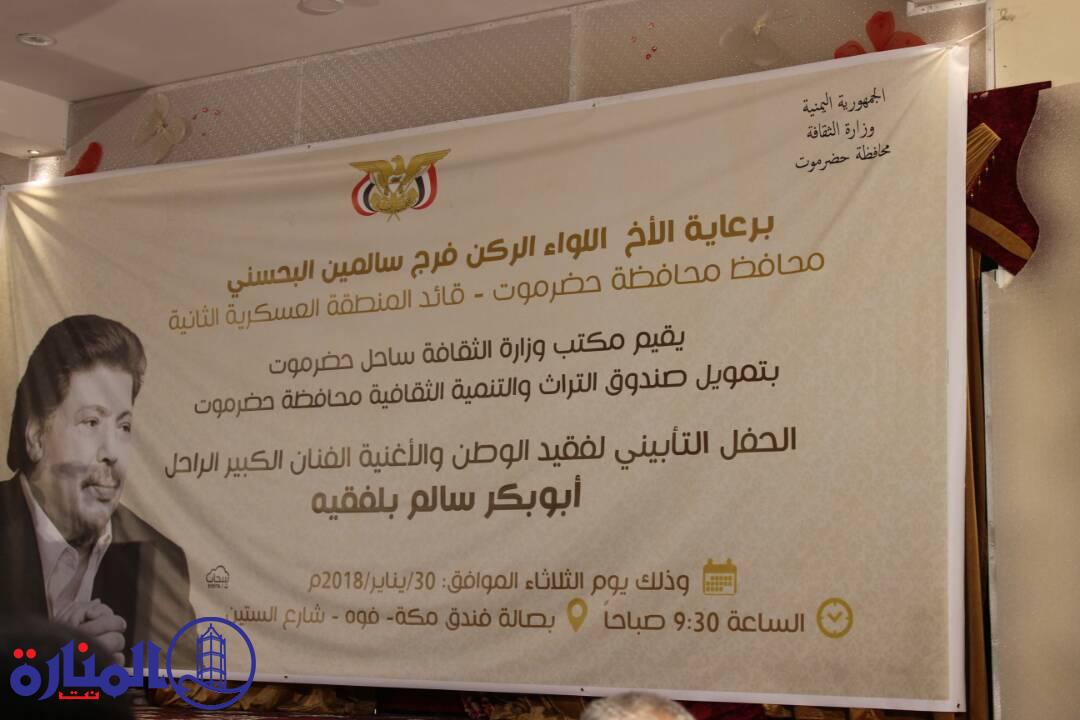 الجمهورية اليمنية
وزارة الثقافة
محافظة حضرموت
برعاية الأخ اللواء الركن فرج سالمين البحسني
محافظ محافظة حضرموت - قائد المنطقة العسكرية الثانية
يقيم مكتب وزارة الثقافة ساحل حضرموت
بتمويل صندوق التراث والتنمية الثقافية محافظة حضرموت
الحفل التأبيني لفقيد الوطن والأغنية الفنان الكبير الراحل
أبوبكر سالم بلفقيه
وذلك يوم الثلاثاء الموافق: 30/يناير/2018م
الساعة 9:30 صباحاً بصالة فندق مكة- فوه - شارع الستين
المنارة
نت